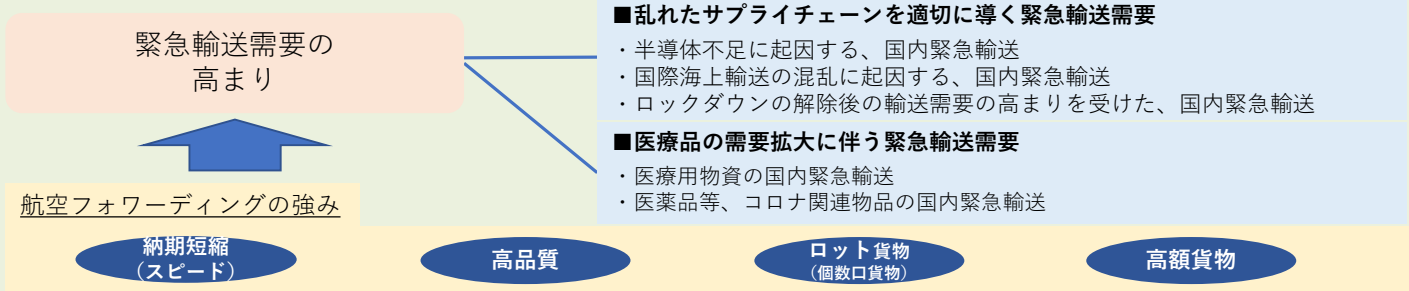 緊急輸送需要の
高まり
■乱れたサプライチェーンを適切に導く緊急輸送需要
・半導体不足に起因する、国内緊急輸送
・国際海上輸送の混乱に起因する、国内緊急輸送
・ロックダウンの解除後の輸送需要の高まりを受けた、国内緊急輸送
■医療品の需要拡大に伴う緊急輸送需要
・医療用物資の国内緊急輸送
・医薬品等、コロナ関連物品の国内緊急輸送
航空フォワーディングの強み
納期短縮
（スピード）
高品質
ロット貨物
（個数口貨物）
高額貨物